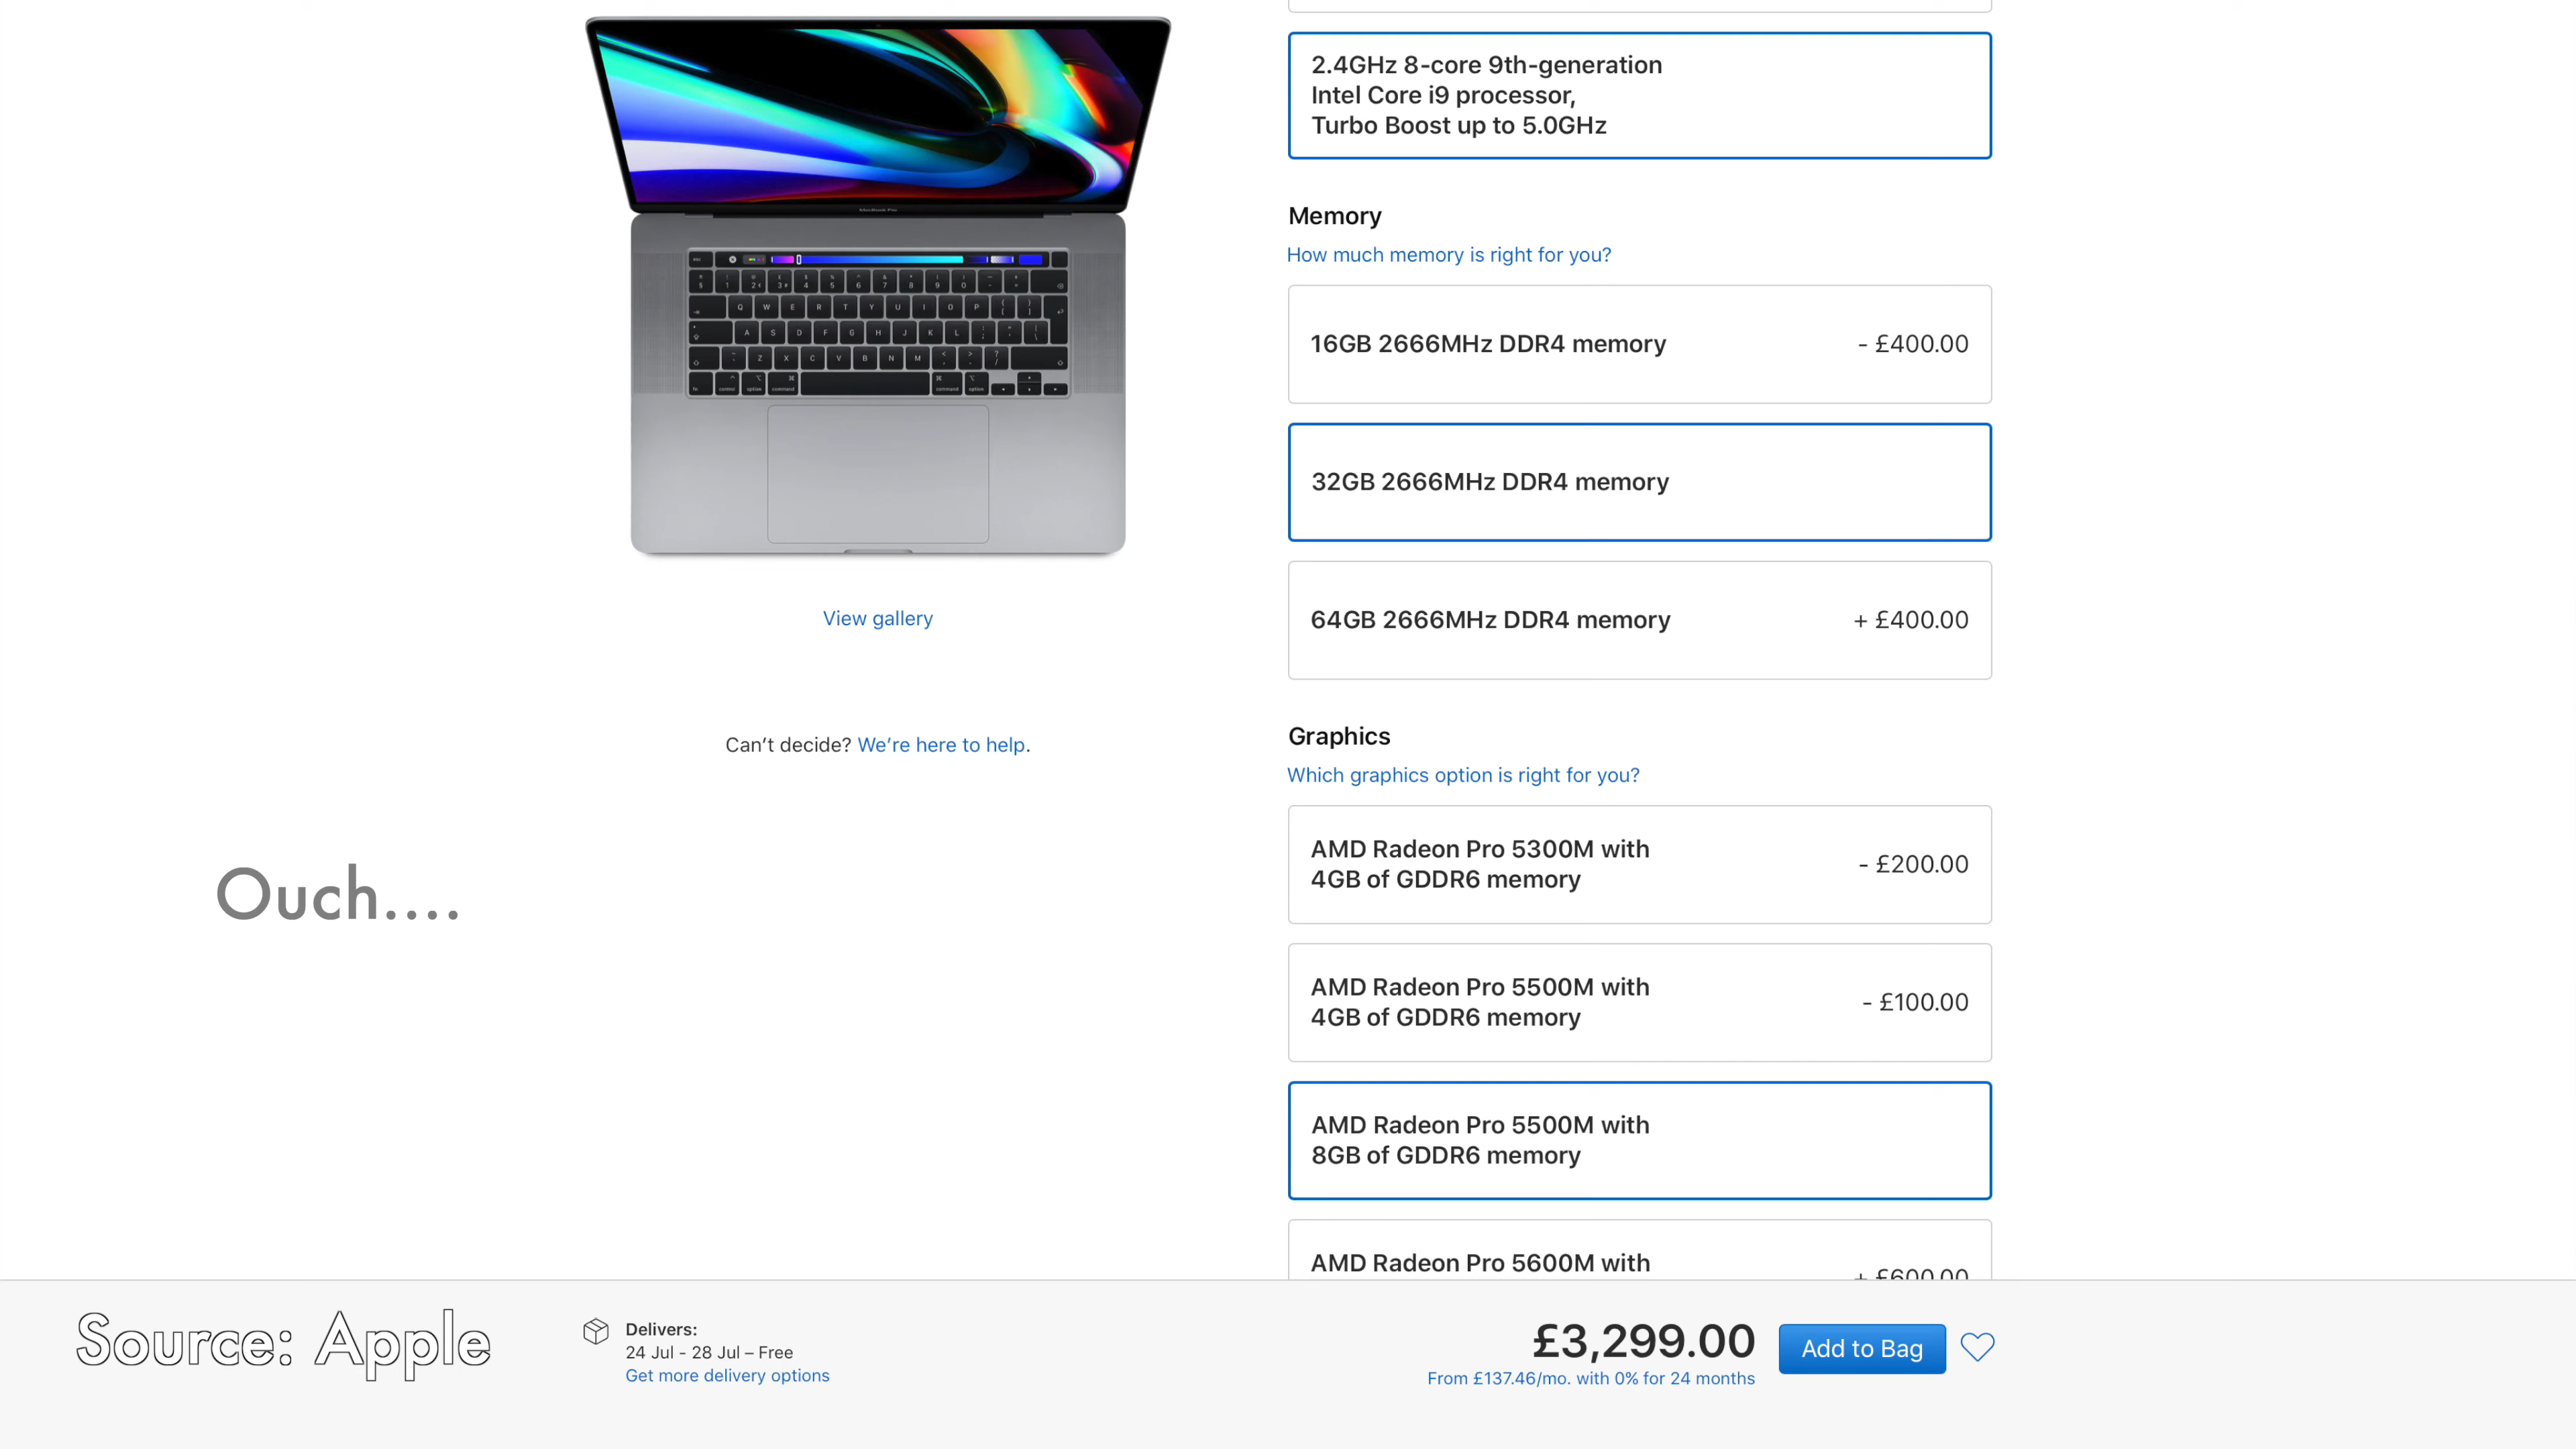 2.4GHz 8-core 9th-generation
Intel Core i9 processor,
Turbo Boost up to 5.0GHz
Memory
How much memory is right for you?
16GB 2666MHz DDR4 memory - £400.00
32GB 2666MHz DDR4 memory
64GB 2666MHz DDR4 memory + £400.00
View gallery
Can't decide? We're here to help.
Graphics
Which graphics option is right for you?
AMD Radeon Pro 5300M with
4GB of GDDR6 memory - £200.00
Ouch....
AMD Radeon Pro 5500M with
4GB of GDDR6 memory - £100.00
AMD Radeon Pro 5500M with
8GB of GDDR6 memory
AMD Radeon Pro 5600M with
+ £600.00
Source: Apple
Delivers:
24 Jul - 28 Jul – Free
Get more delivery options
£3,299.00
From £137.46/mo. with 0% for 24 months
Add to Bag